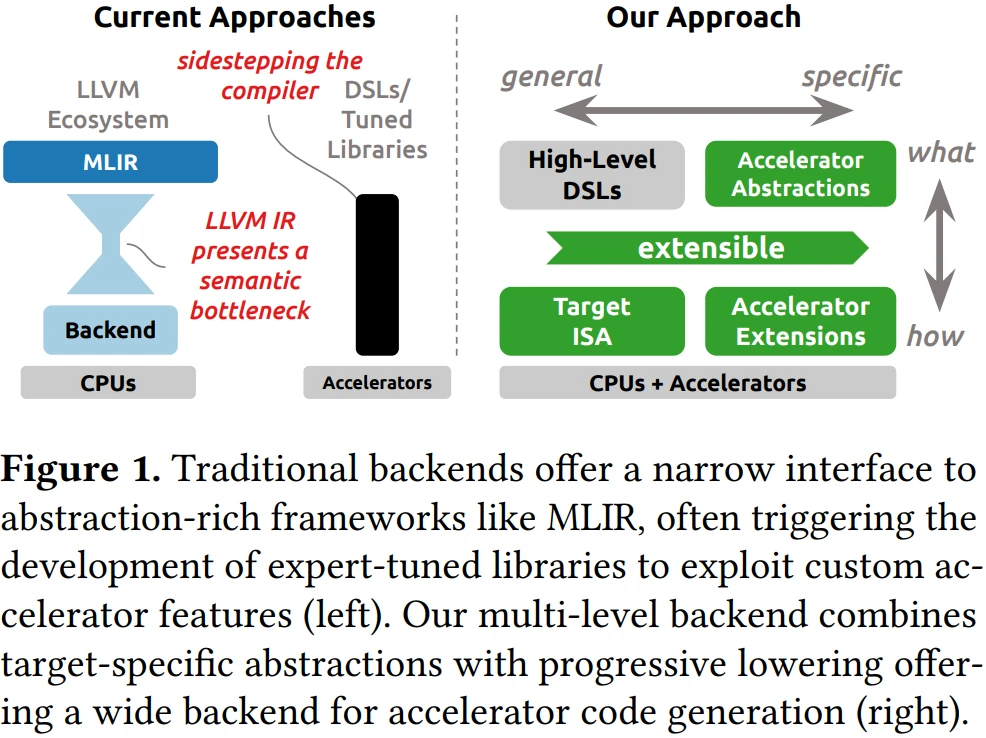 Current Approaches
LLVM
Ecosystem
sidestepping the
compiler
DSLs/
Tuned
Libraries
MLIR
LLVM IR
presents a
semantic
bottleneck
Backend
CPUs
Accelerators
Our Approach
general
specific
High-Level
DSLs
Accelerator
Abstractions
what
extensible
Target
ISA
Accelerator
Extensions
how
CPUs + Accelerators
Figure 1. Traditional backends offer a narrow interface to
abstraction-rich frameworks like MLIR, often triggering the
development of expert-tuned libraries to exploit custom ac-
celerator features (left). Our multi-level backend combines
target-specific abstractions with progressive lowering offer-
ing a wide backend for accelerator code generation (right).